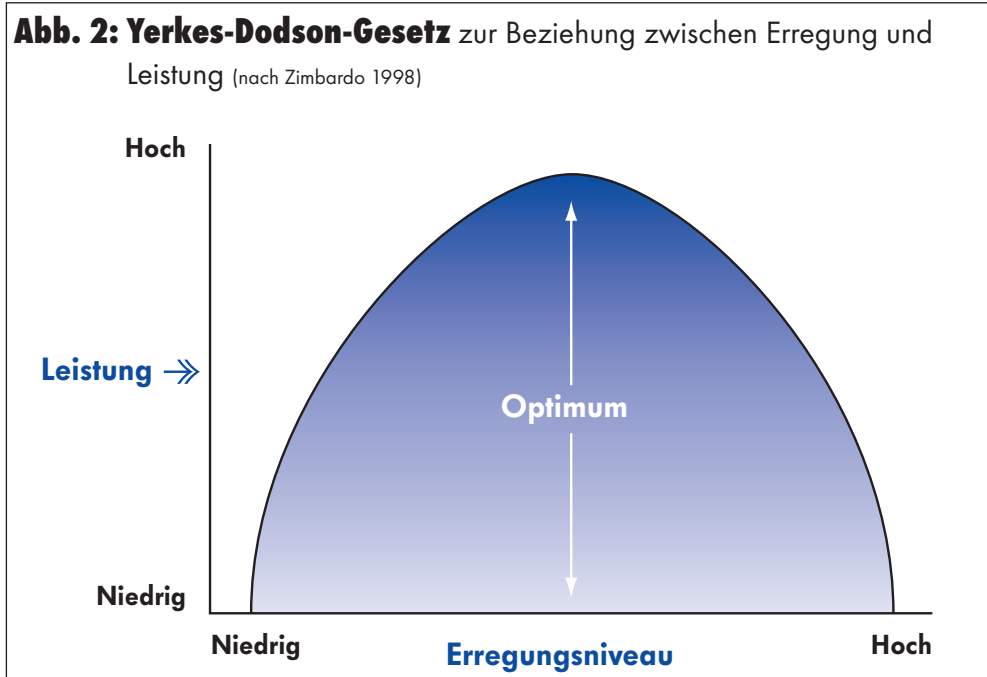 Abb. 2: Yerkes-Dodson-Gesetz zur Beziehung zwischen Erregung und
Leistung (nach Zimbardo 1998)
Hoch
Leistung
Optimum
Niedrig
Niedrig
Erregungsniveau
Hoch